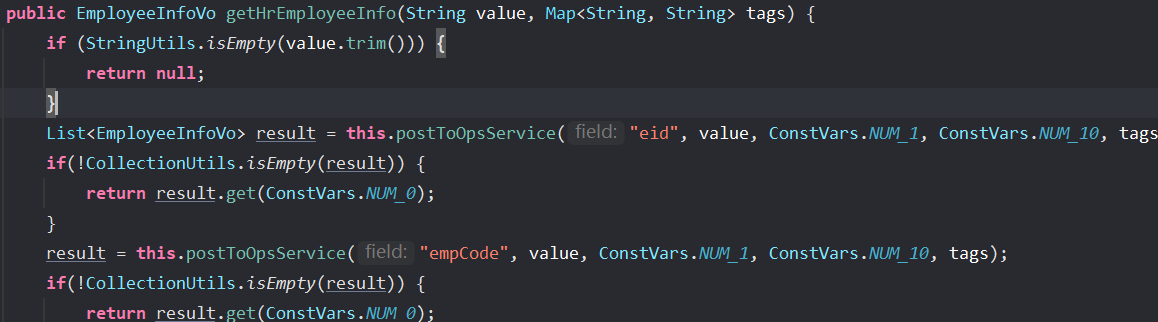 public EmployeeInfoVo getHrEmployeeInfo(String value, Map<String, String> tags) {
if (StringUtils.isEmpty(value.trim())) {
return null;
}
List<EmployeeInfoVo> result = this.postToOpsService( field: "eid", value, ConstVars.NUM_1, ConstVars.NUM_10, tags
if(!CollectionUtils.isEmpty(result)) {
return result.get(ConstVars.NUM_0);
}
result = this.postToOpsService( field: "empCode", value, ConstVars.NUM_1, ConstVars.NUM_10, tags);
if(!CollectionUtils.isEmpty(result)) {
return result.get(ConstVars.NUM_0);